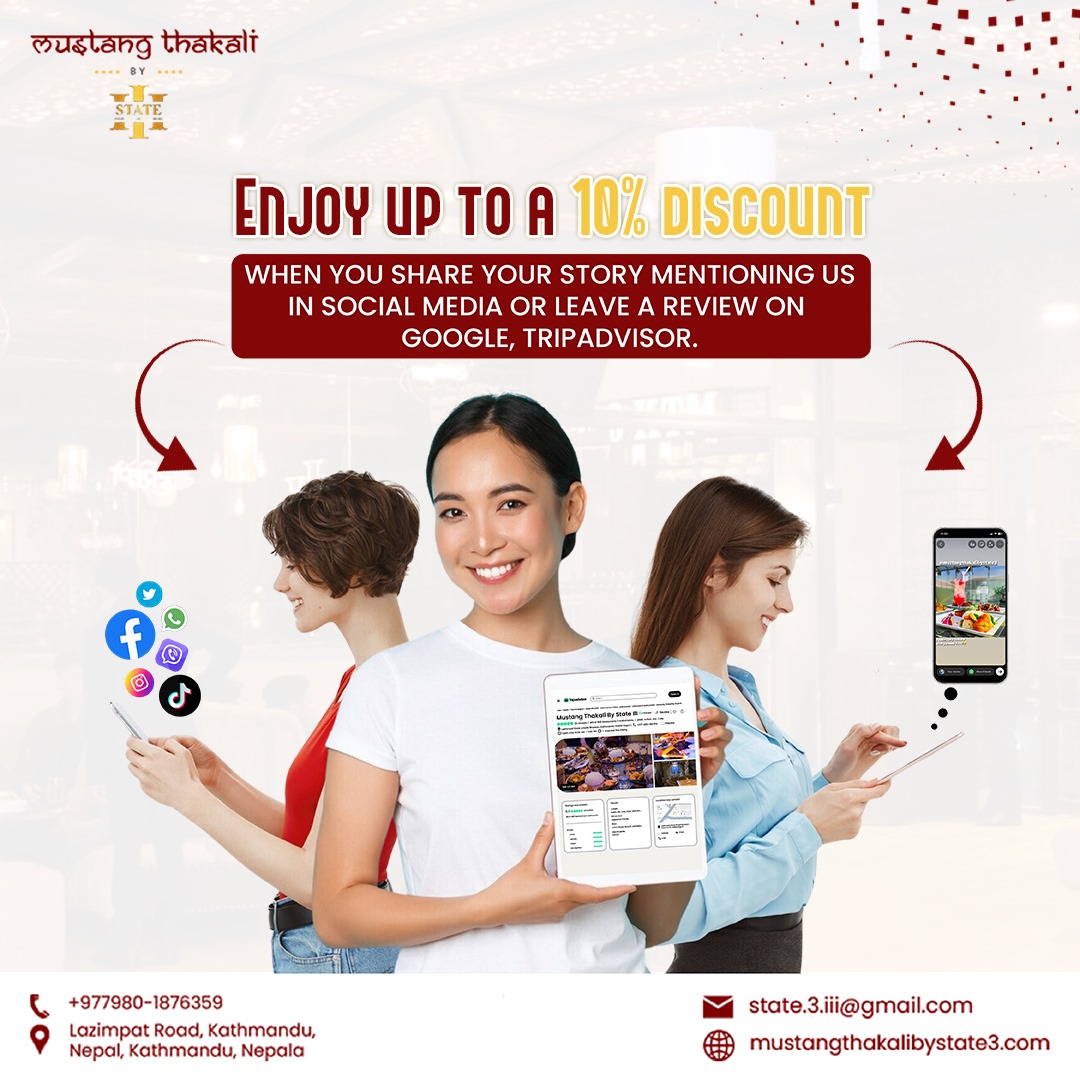 mustang thakali
BY
STATE
ENJOY UP TO A 10% DISCOUNT
WHEN YOU SHARE YOUR STORY MENTIONING US
IN SOCIAL MEDIA OR LEAVE A REVIEW ON
GOOGLE, TRIPADVISOR.
Tripadvisor
Mustang Thakali By State
+977980-1876359
Lazimpat Road, Kathmandu,
Nepal, Kathmandu, Nepala
state.3.iii@gmail.com
mustangthakalibystate3.com